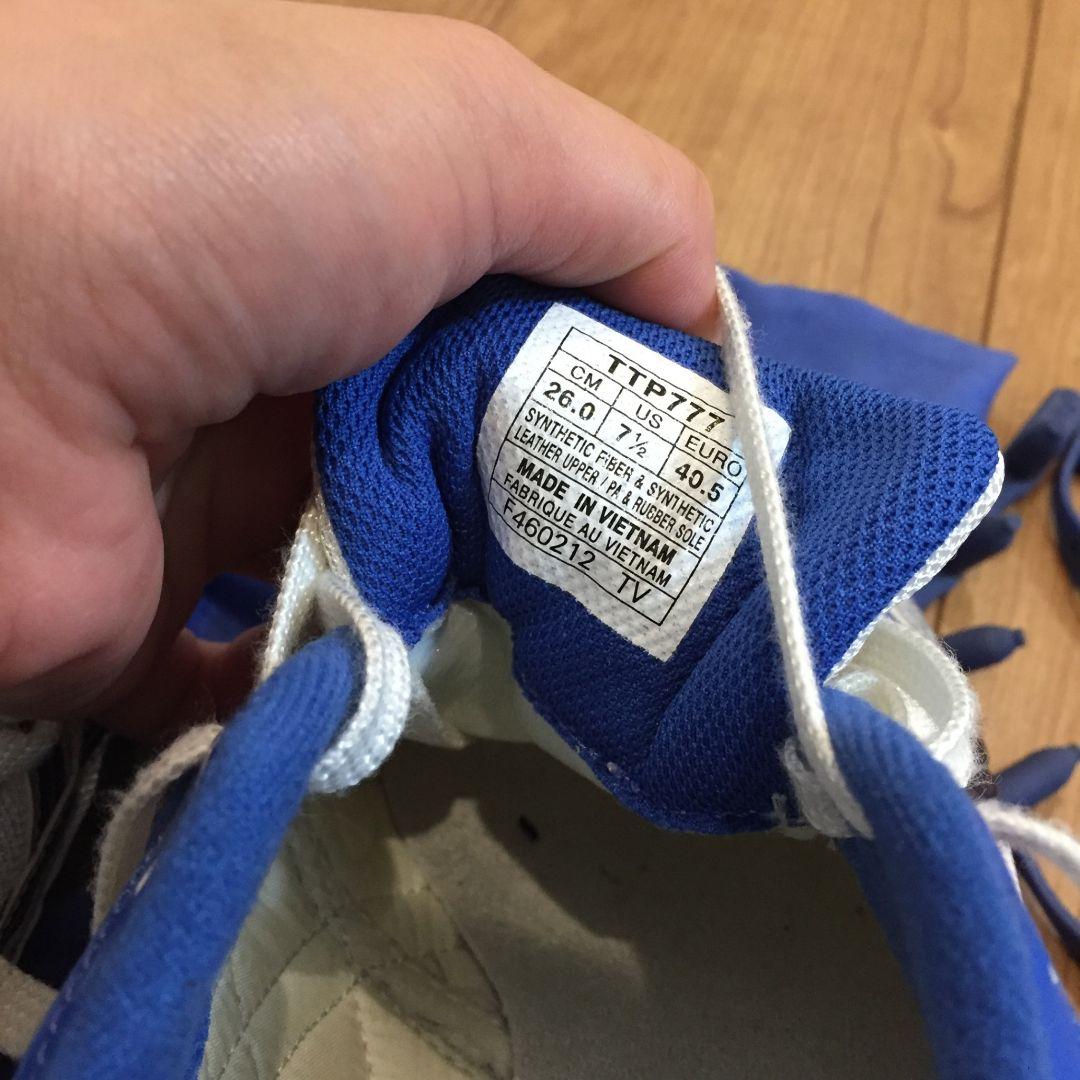 TTP777
CM US EURO
26.0 7½ 40.5
SYNTHETIC FIBER & SYNTHETIC
LEATHER UPPER / PA & RUBBER SOLE
MADE IN VIETNAM
FABRIQUE AU VIETNAM
F460212 TV